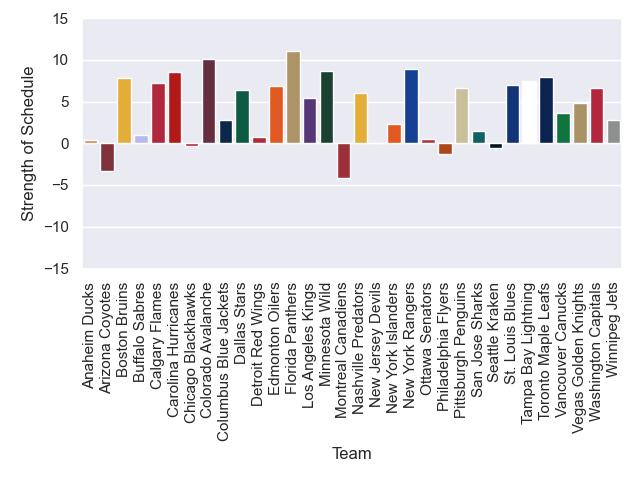 15
10
5
0
−5
−10
−15
Strength of Schedule
Anaheim Ducks
Arizona Coyotes
Boston Bruins
Buffalo Sabres
Calgary Flames
Carolina Hurricanes
Chicago Blackhawks
Colorado Avalanche
Columbus Blue Jackets
Dallas Stars
Detroit Red Wings
Edmonton Oilers
Florida Panthers
Los Angeles Kings
Minnesota Wild
Montreal Canadiens
Nashville Predators
New Jersey Devils
New York Islanders
New York Rangers
Ottawa Senators
Philadelphia Flyers
Pittsburgh Penguins
San Jose Sharks
Seattle Kraken
St. Louis Blues
Tampa Bay Lightning
Toronto Maple Leafs
Vancouver Canucks
Vegas Golden Knights
Washington Capitals
Winnipeg Jets
Team